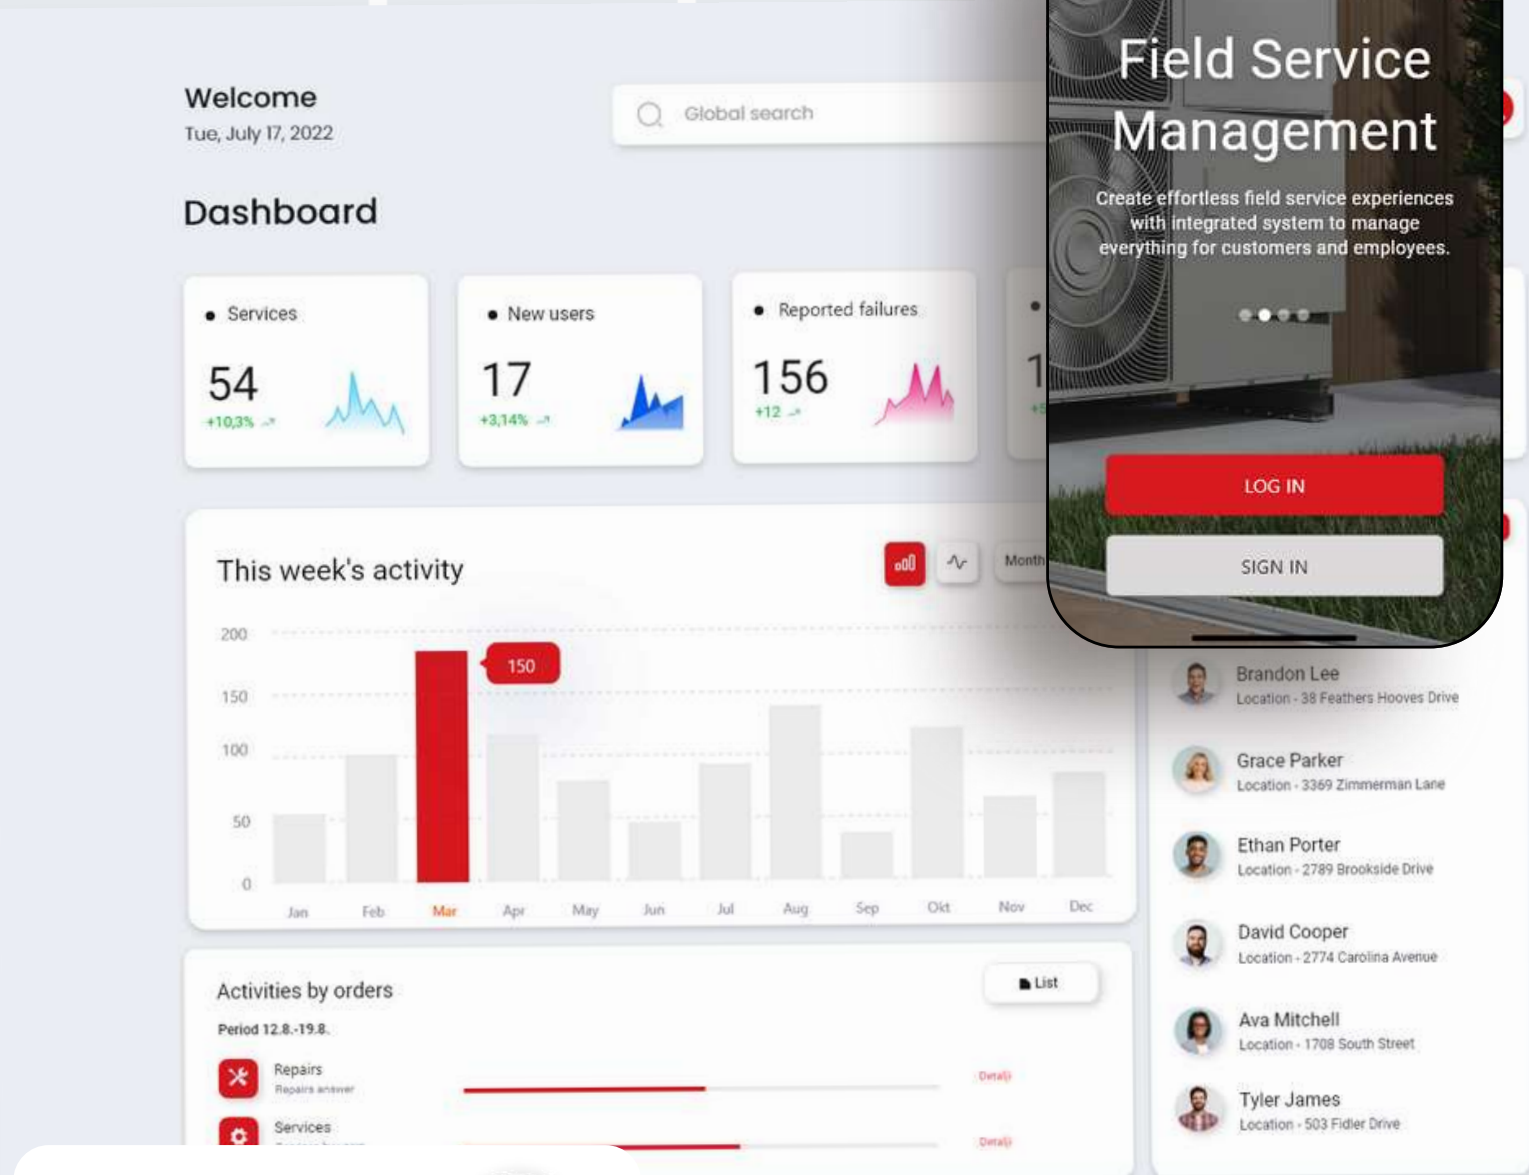 Welcome
Tue, July 17, 2022
Global search
Dashboard
Services
54
+10,3%
New users
17
+3,14%
Reported failures
156
+12
1
+5
Field Service
Management
Create effortless field service experiences
with integrated system to manage
everything for customers and employees.
LOG IN
SIGN IN
This week's activity
Month
200
150
100
50
0
150
Jan Feb Mar Apr May Jun Jul Aug Sep Okt Nov Dec
Brandon Lee
Location - 38 Feathers Hooves Drive
Grace Parker
Location - 3369 Zimmerman Lane
Ethan Porter
Location - 2789 Brookside Drive
David Cooper
Location - 2774 Carolina Avenue
Ava Mitchell
Location - 1708 South Street
Tyler James
Location - 503 Fidler Drive
Activities by orders
List
Period 12.8.-19.8.
Repairs
Repairs answer
Services